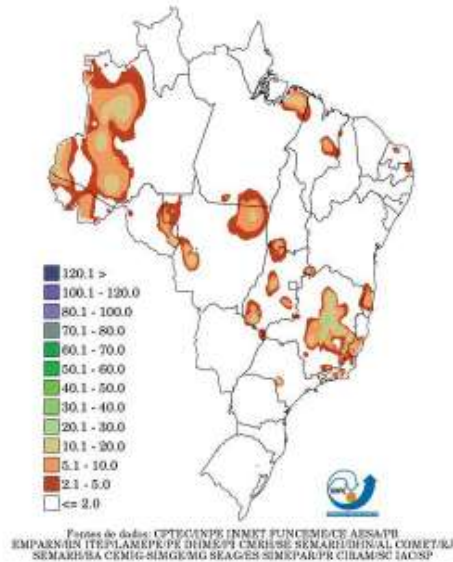 120.1 >
100.1 - 120.0
80.1 - 100.0
70.1 - 80.0
60.1 - 70.0
50.1 - 60.0
40.1 - 50.0
30.1 - 40.0
20.1 - 30.0
10.1 - 20.0
5.1 - 10.0
2.1 - 5.0
<= 2.0
Fontes de dados: CPTEC/INPE INMET FUNCEME/CE AESA/PB
EMPARN/RN ITEP/LAMEPE/PE DHME/PI CMRH/SE SEMARH/DHN/AL COMET/RJ
SEMARH/BA CEMIG-SIMGE/MG SEAG/ES SIMEPAR/PR CIRAM/SC IAC/SP